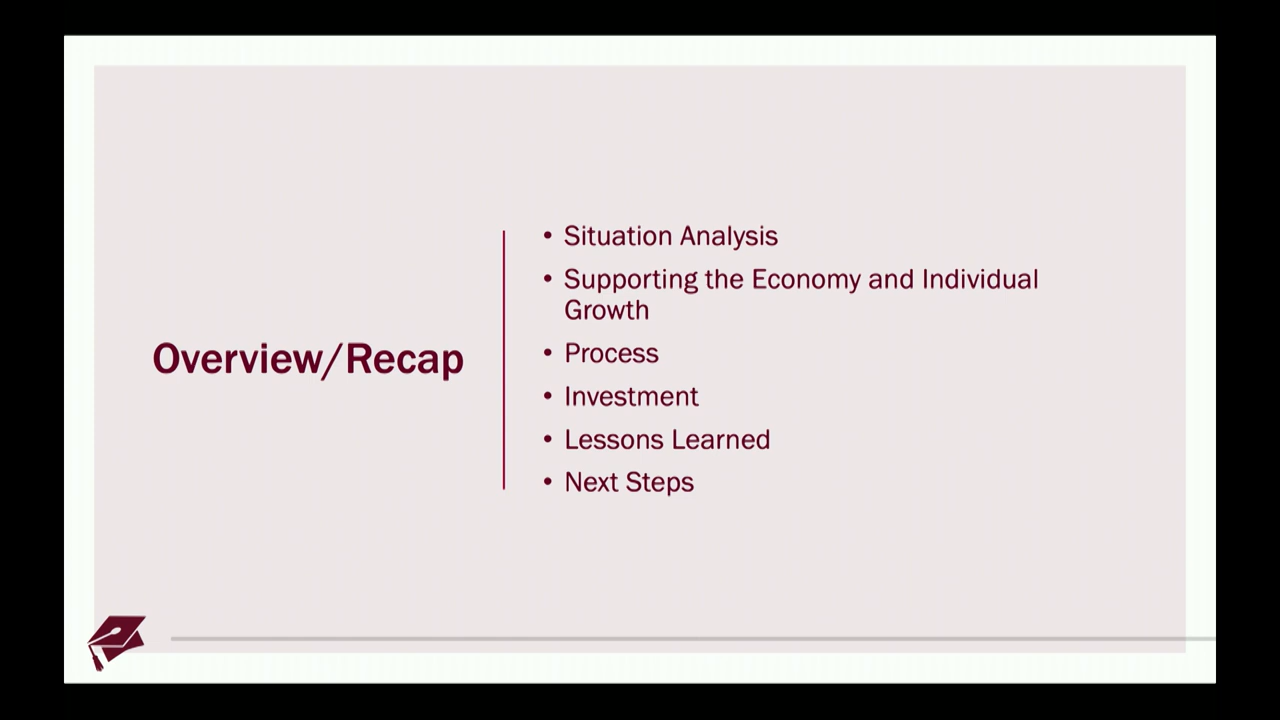 Overview/Recap
• Situation Analysis
• Supporting the Economy and Individual
Growth
• Process
• Investment
• Lessons Learned
• Next Steps